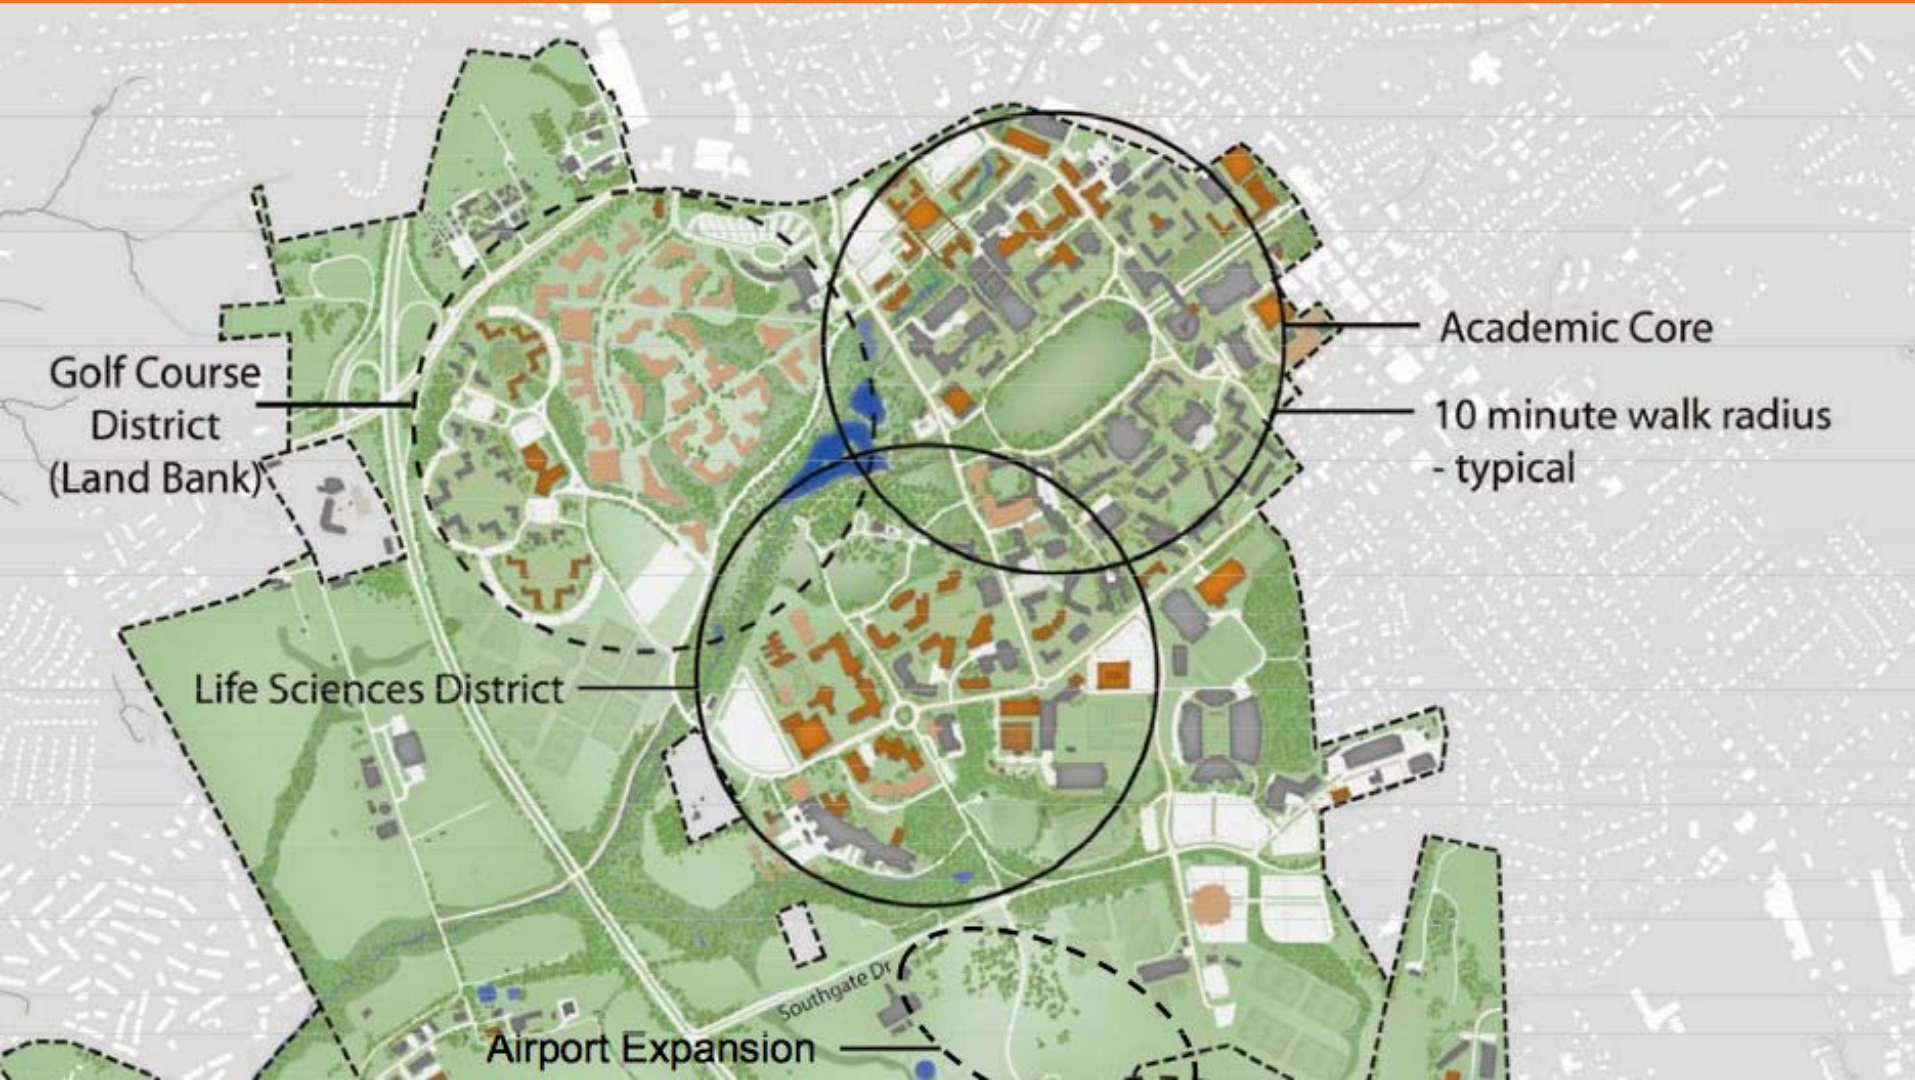 Academic Core
Golf Course
District
(Land Bank)
10 minute walk radius
- typical
Life Sciences District
Southgate Dr
Airport Expansion